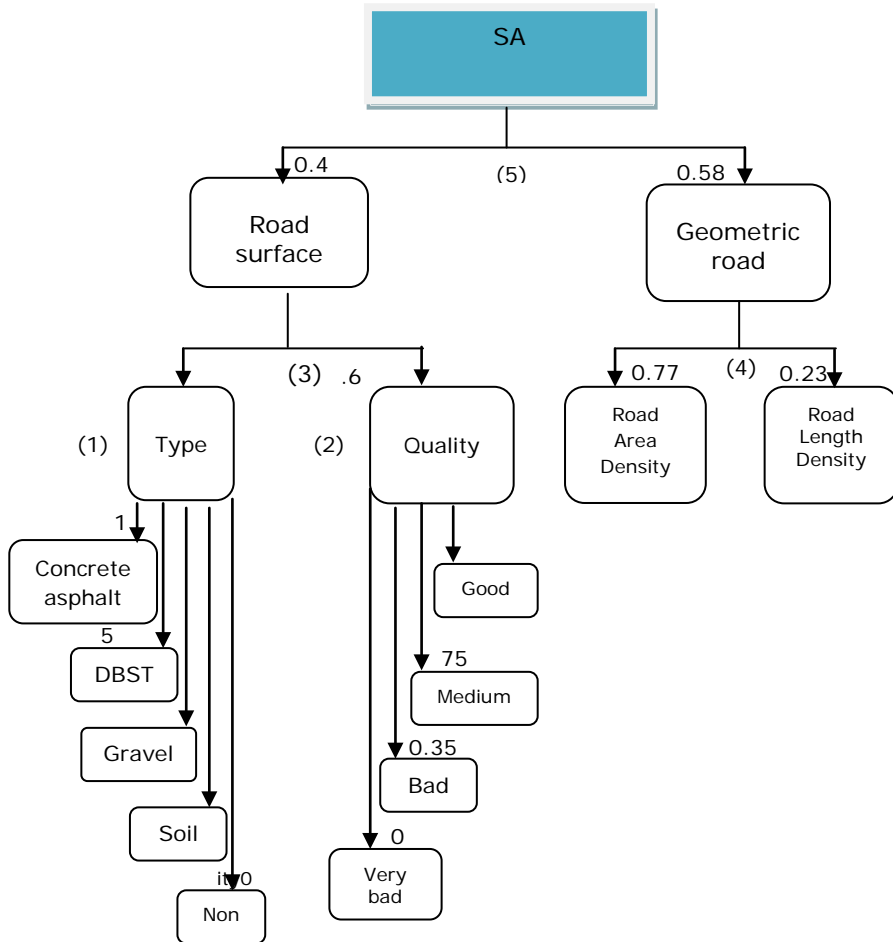 SA
0.4
(5)
0.58
Road
surface
Geometric
road
(3)
.6
0.77
(4)
0.23
(1)
Type
(2)
Quality
Road
Area
Density
Road
Length
Density
1
Concrete
asphalt
Good
5
DBST
75
Medium
Gravel
0.35
Bad
Soil
0
Very
bad
it 0
Non